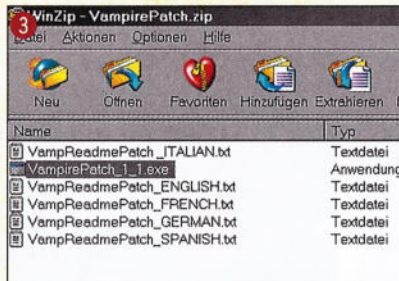 3
WinZip - VampirePatch.zip
Datei Aktionen Optionen Hilfe
Neu Öffnen Favoriten Hinzufügen Extrahieren
Name Typ
VampReadmePatch_ITALIAN.txt Textdatei
VampirePatch_1_1.exe Anwendung
VampReadmePatch_ENGLISH.txt Textdatei
VampReadmePatch_FRENCH.txt Textdatei
VampReadmePatch_GERMAN.txt Textdatei
VampReadmePatch_SPANISH.txt Textdatei